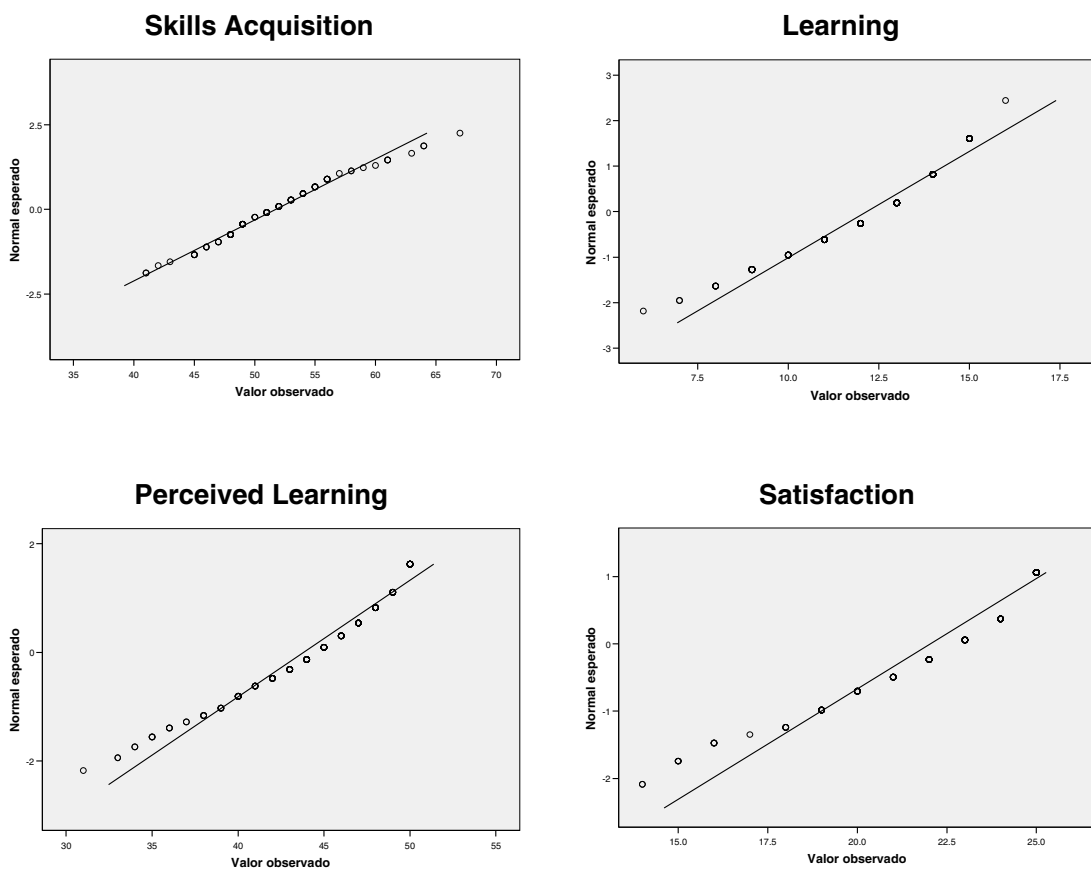 Skills Acquisition
2.5
0.0
-2.5
Normal esperado
35 40 45 50 55 60 65 70
Valor observado
Learning
3
2
1
0
-1
-2
-3
Normal esperado
7.5 10.0 12.5 15.0 17.5
Valor observado
Perceived Learning
2
0
-2
Normal esperado
30 35 40 45 50 55
Valor observado
Satisfaction
1
0
-1
-2
Normal esperado
15.0 17.5 20.0 22.5 25.0
Valor observado